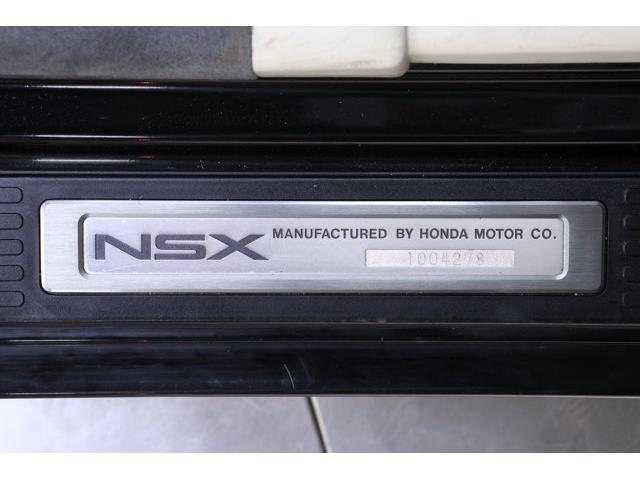 NSX MANUFACTURED BY HONDA MOTOR CO.
1004278